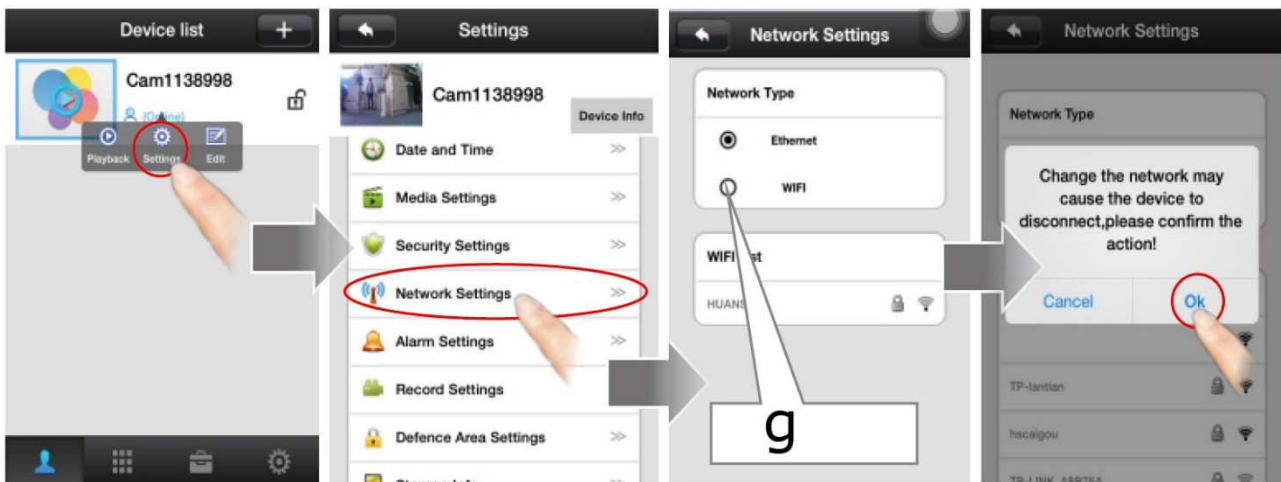 Device list
+
Cam1138998
(Online)
Playback
Settings
Edit
Settings
Cam1138998
Device Info
Date and Time
Media Settings
Security Settings
Network Settings
Alarm Settings
Record Settings
Defence Area Settings
Network Settings
Network Type
Ethernet
WIFI
WIFI
g
Network Settings
Network Type
Change the network may
cause the device to
disconnect,please confirm the
action!
Cancel
Ok
TP-lantian
hscaigou